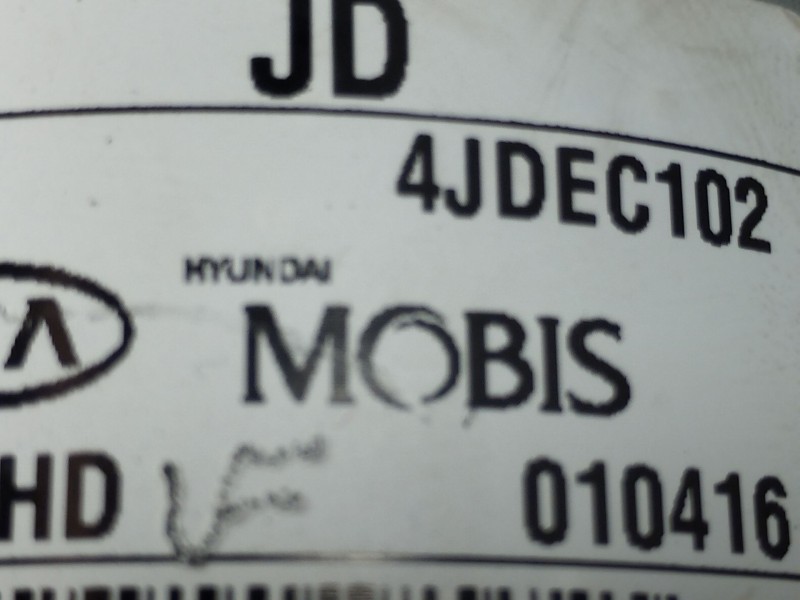 JD
4JDEC102
HYUNDAI
MOBIS
HD
010416